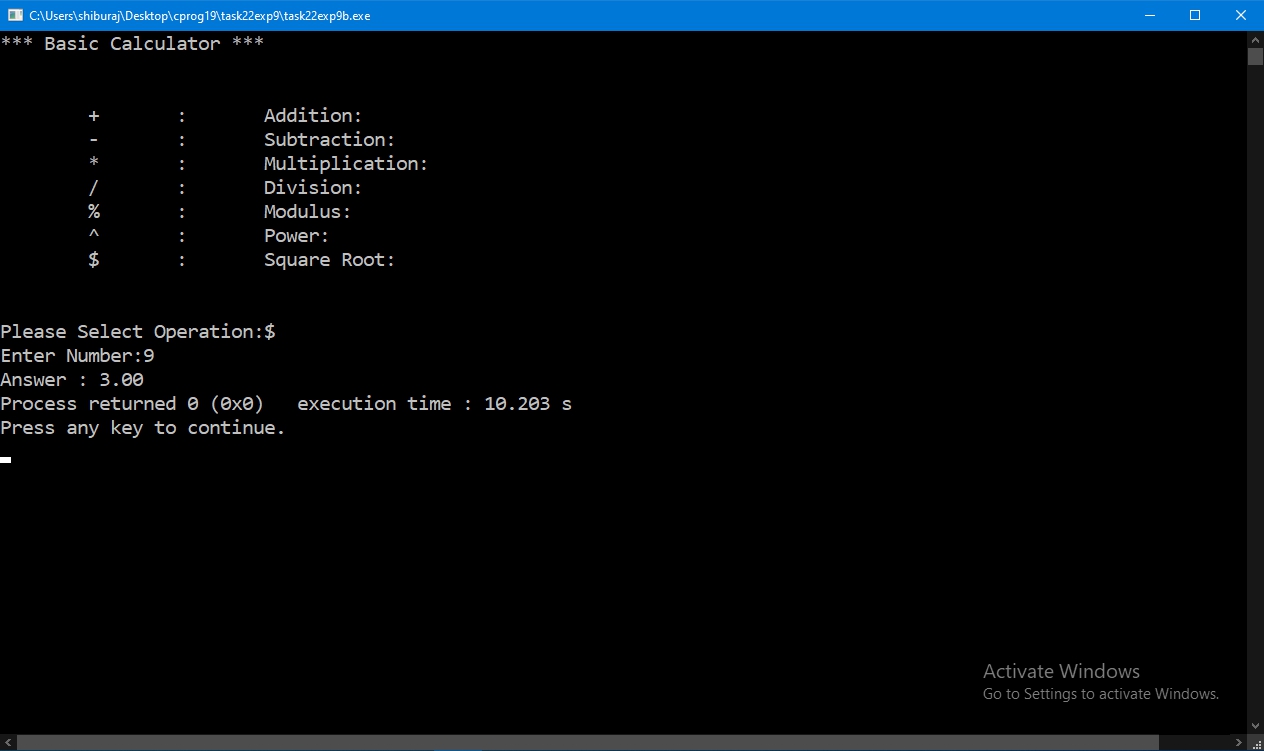 C:\Users\shiburaj\Desktop\cprog19\task22exp9\task22exp9b.exe
*** Basic Calculator ***
+ : Addition:
- : Subtraction:
* : Multiplication:
/ : Division:
% : Modulus:
^ : Power:
$ : Square Root:
Please Select Operation:$
Enter Number:9
Answer : 3.00
Process returned 0 (0x0)   execution time : 10.203 s
Press any key to continue.
Activate Windows
Go to Settings to activate Windows.